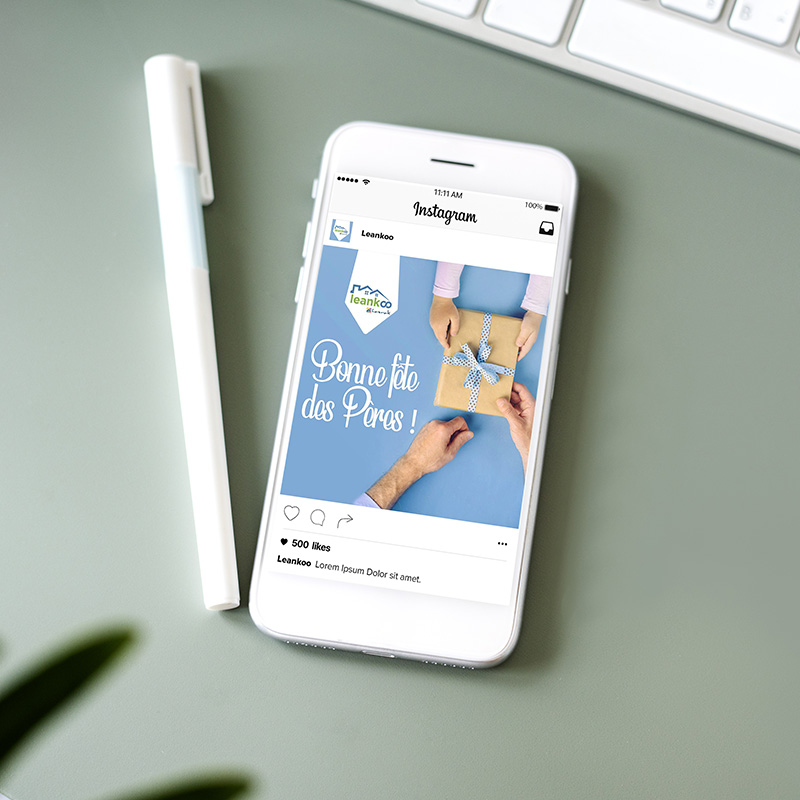 11:11 AM
100%
Instagram
Leankoo
leankoo
Bonne fête
des Pères !
500 likes
Leankoo Lorem Ipsum Dolor sit amet.